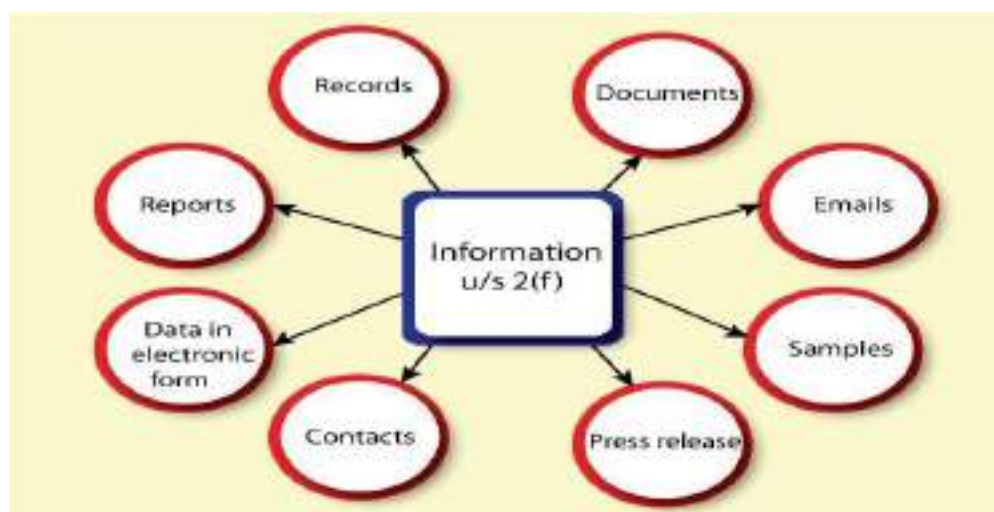 Records
Documents
Reports
Emails
Information
u/s 2(f)
Data in
electronic
form
Samples
Contacts
Press release